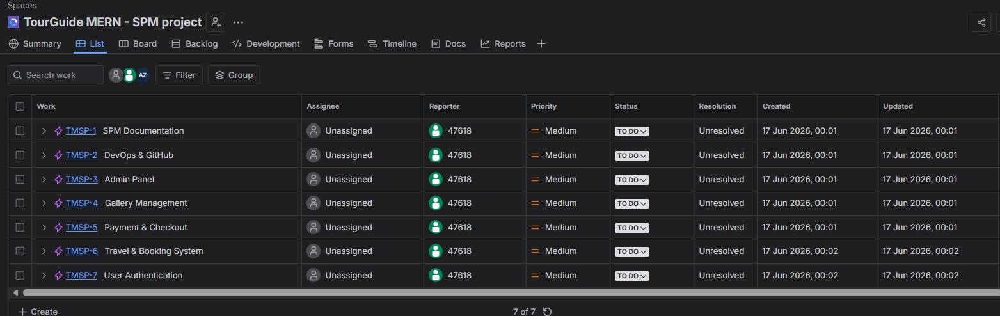 Spaces
TourGuide MERN - SPM project
Summary List Board Backlog Development Forms Timeline Docs Reports
Search work AZ Filter Group
Work Assignee Reporter Priority Status Resolution Created Updated
TMSP-1 SPM Documentation Unassigned 47618 Medium TO DO Unresolved 17 Jun 2026, 00:01 17 Jun 2026, 00:01
TMSP-2 DevOps & GitHub Unassigned 47618 Medium TO DO Unresolved 17 Jun 2026, 00:01 17 Jun 2026, 00:01
TMSP-3 Admin Panel Unassigned 47618 Medium TO DO Unresolved 17 Jun 2026, 00:01 17 Jun 2026, 00:01
TMSP-4 Gallery Management Unassigned 47618 Medium TO DO Unresolved 17 Jun 2026, 00:01 17 Jun 2026, 00:01
TMSP-5 Payment & Checkout Unassigned 47618 Medium TO DO Unresolved 17 Jun 2026, 00:01 17 Jun 2026, 00:01
TMSP-6 Travel & Booking System Unassigned 47618 Medium TO DO Unresolved 17 Jun 2026, 00:02 17 Jun 2026, 00:02
TMSP-7 User Authentication Unassigned 47618 Medium TO DO Unresolved 17 Jun 2026, 00:02 17 Jun 2026, 00:02
Create 7 of 7